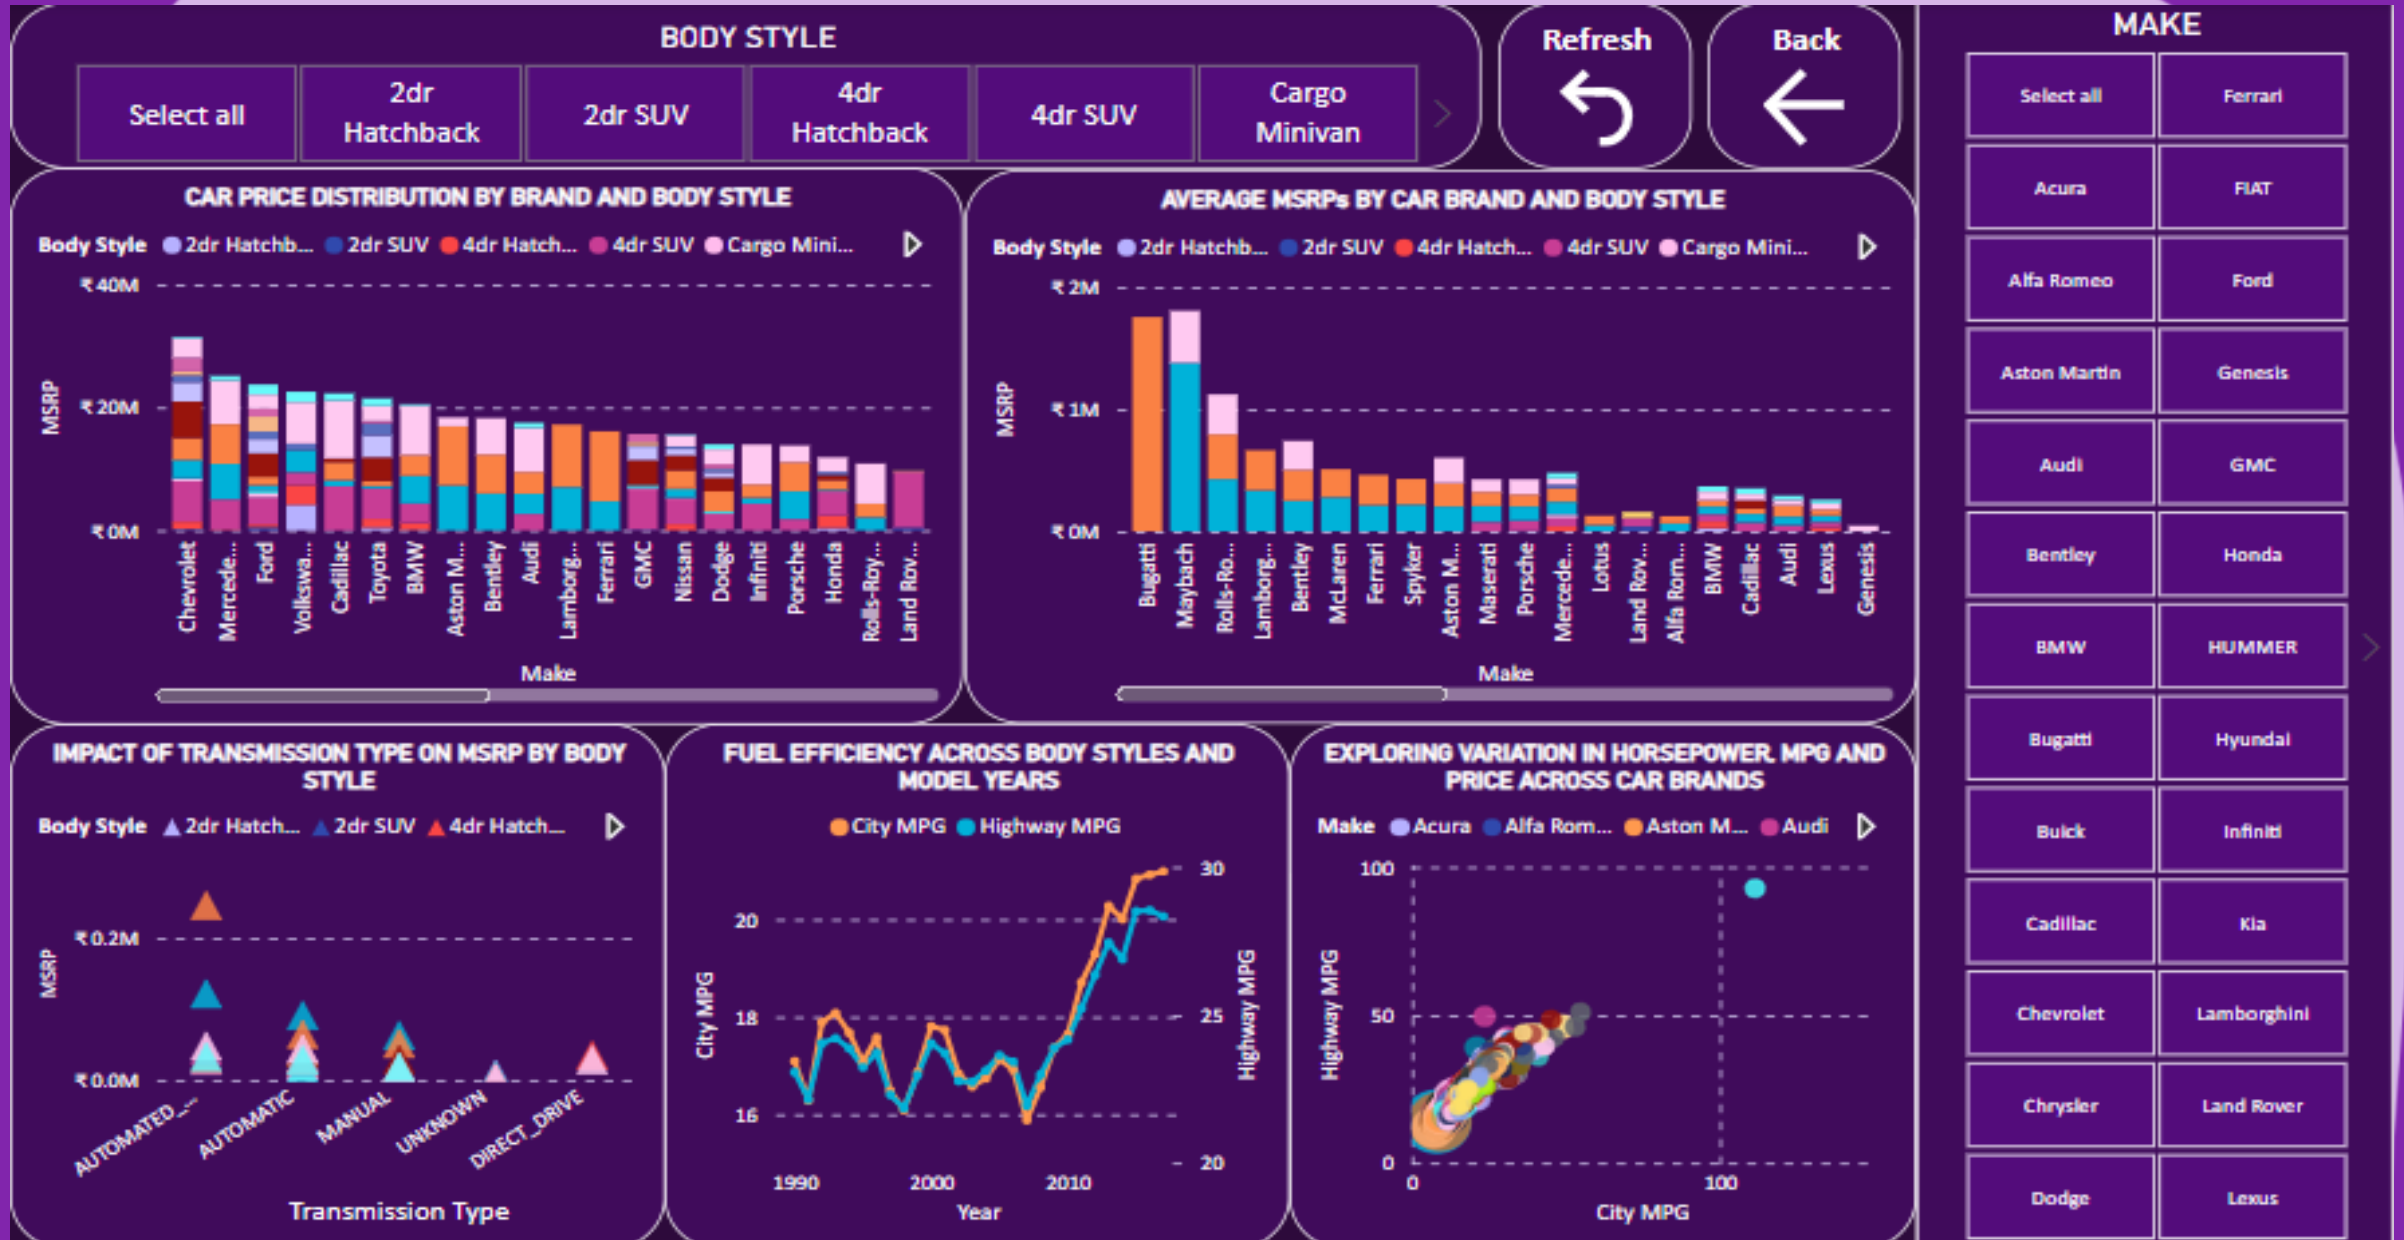 BODY STYLE
Select all
2dr
Hatchback
2dr SUV
4dr
Hatchback
4dr SUV
Cargo
Minivan
Refresh
Back
MAKE
Select all
Ferrari
Acura
FIAT
Alfa Romeo
Ford
Aston Martin
Genesis
Audi
GMC
Bentley
Honda
BMW
HUMMER
Bugatti
Hyundai
Buick
Infiniti
Cadillac
Kia
Chevrolet
Lamborghini
Chrysler
Land Rover
Dodge
Lexus
CAR PRICE DISTRIBUTION BY BRAND AND BODY STYLE
Body Style 2dr Hatchb... 2dr SUV 4dr Hatch... 4dr SUV Cargo Mini...
₹40M
₹20M
₹0M
MSRP
Chevrolet
Mercede...
Ford
Volkswa...
Cadillac
Toyota
BMW
Aston M...
Bentley
Audi
Lamborg...
Ferrari
GMC
Nissan
Dodge
Infiniti
Porsche
Honda
Rolls-Roy...
Land Rov...
Make
AVERAGE MSRPs BY CAR BRAND AND BODY STYLE
Body Style 2dr Hatchb... 2dr SUV 4dr Hatch... 4dr SUV Cargo Mini...
₹2M
₹1M
₹0M
MSRP
Bugatti
Maybach
Rolls-Ro...
Lamborg...
Bentley
McLaren
Ferrari
Spyker
Aston M...
Maserati
Porsche
Mercede...
Lotus
Land Rov...
Alfa Rom...
BMW
Cadillac
Audi
Lexus
Genesis
Make
IMPACT OF TRANSMISSION TYPE ON MSRP BY BODY
STYLE
Body Style 2dr Hatch... 2dr SUV 4dr Hatch...
₹0.2M
₹0.0M
MSRP
AUTOMATED_...
AUTOMATIC
MANUAL
UNKNOWN
DIRECT_DRIVE
Transmission Type
FUEL EFFICIENCY ACROSS BODY STYLES AND
MODEL YEARS
City MPG Highway MPG
20
18
16
City MPG
30
25
20
Highway MPG
1990 2000 2010
Year
EXPLORING VARIATION IN HORSEPOWER, MPG AND
PRICE ACROSS CAR BRANDS
Make Acura Alfa Rom... Aston M... Audi
100
50
0
Highway MPG
0 100
City MPG